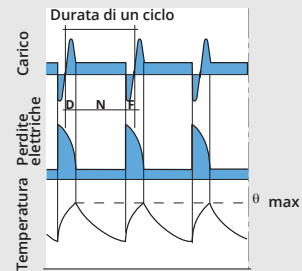 Durata di un ciclo
Carico
D N F
Perdite
elettriche
θ max
Temperatura